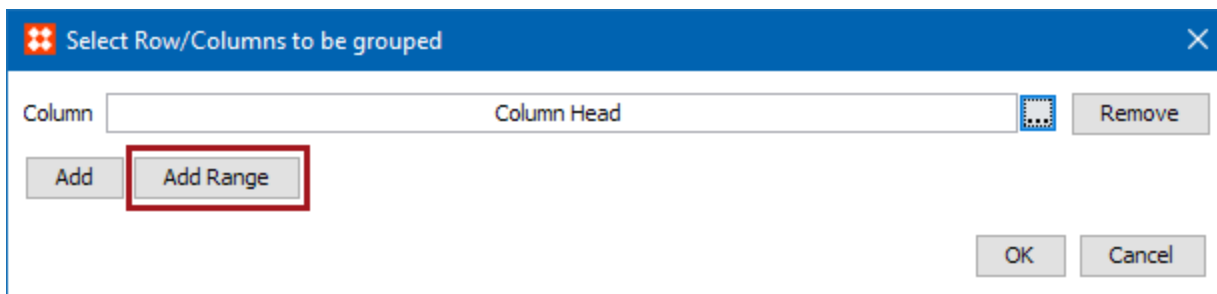 Select Row/Columns to be grouped
Column Column Head ... Remove
Add Add Range
OK Cancel